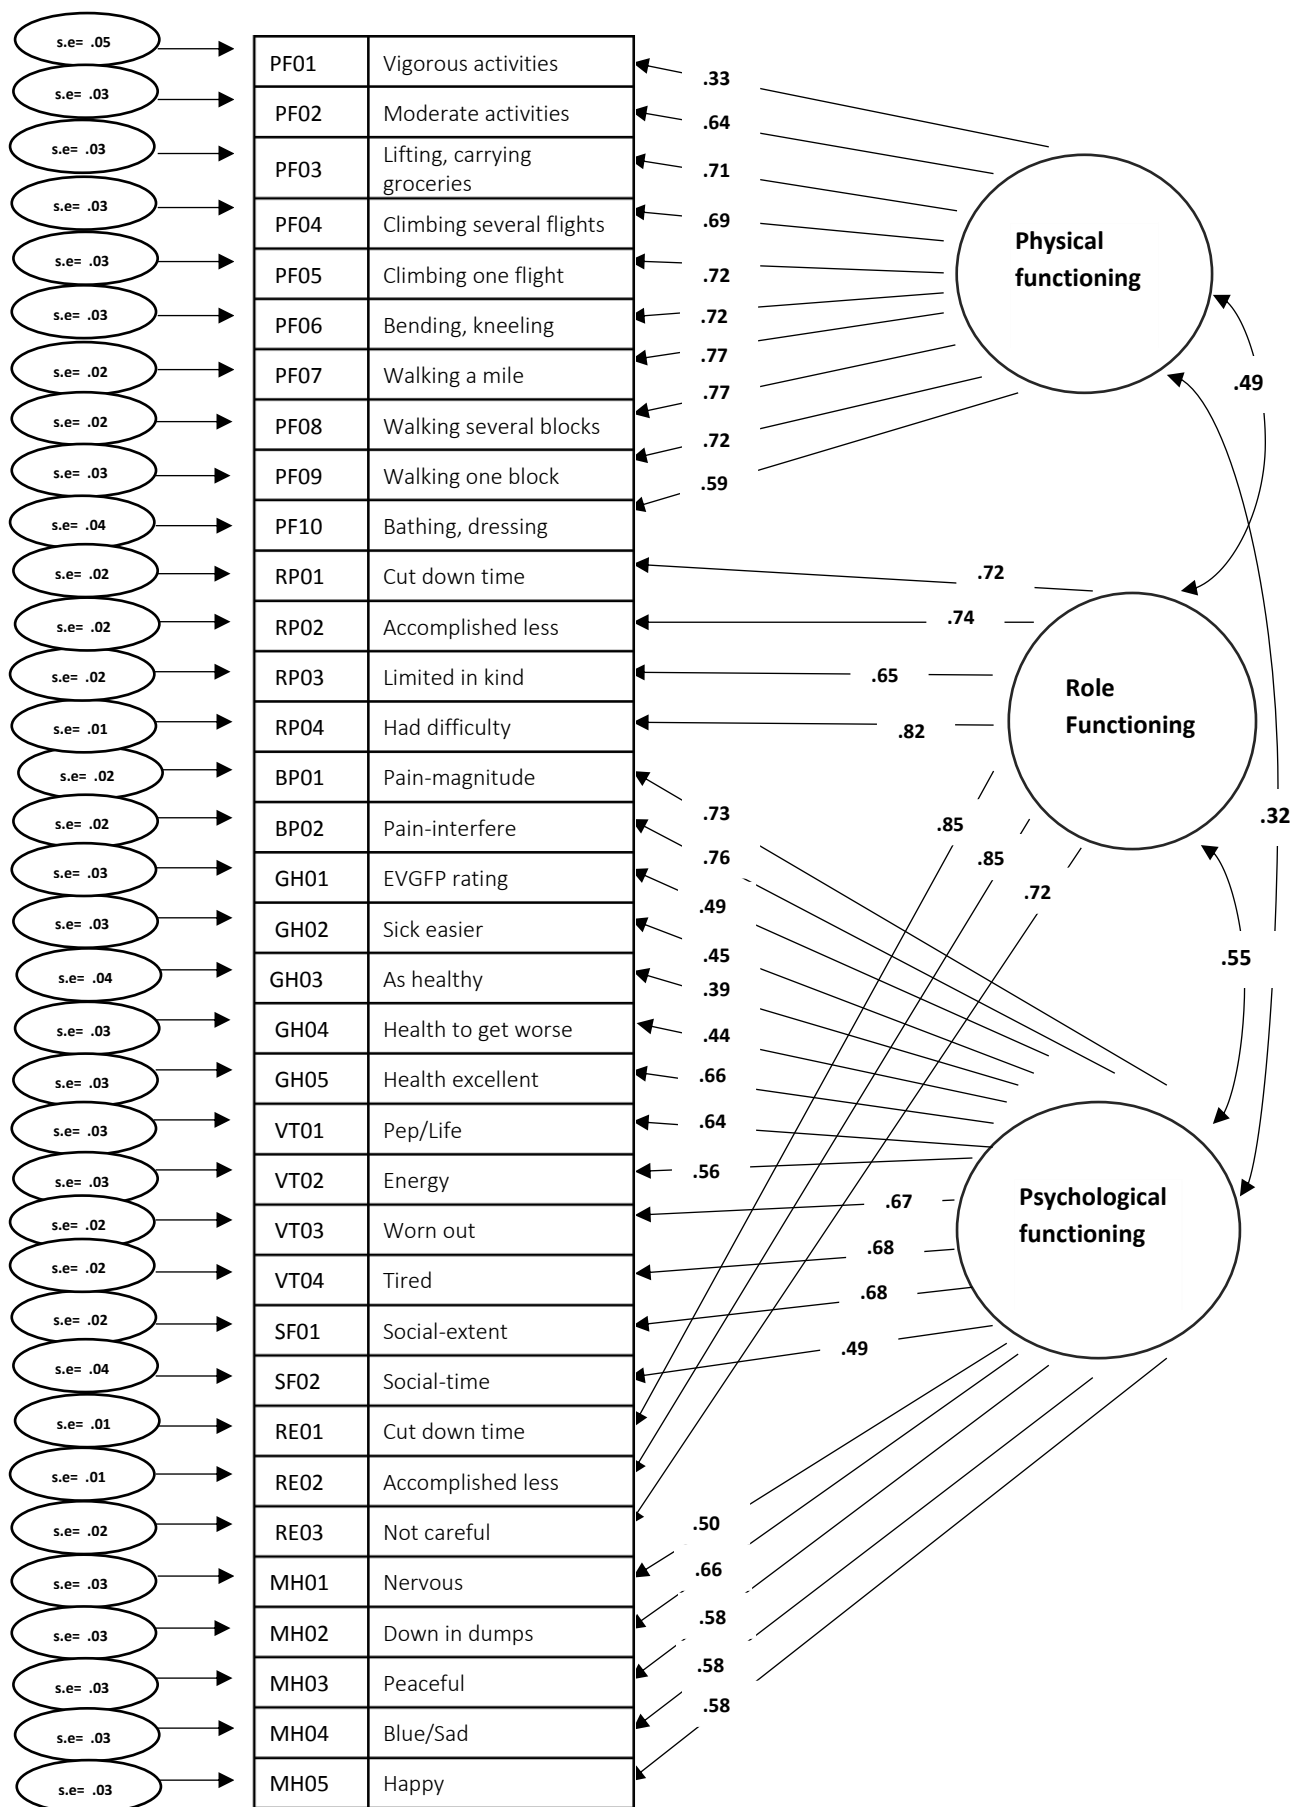 s.e= .05
PF01 Vigorous activities
.33
s.e= .03
PF02 Moderate activities
.64
s.e= .03
PF03 Lifting, carrying
groceries
.71
s.e= .03
PF04 Climbing several flights
.69
Physical
functioning
s.e= .03
PF05 Climbing one flight
.72
s.e= .03
PF06 Bending, kneeling
.72
s.e= .02
PF07 Walking a mile
.77
.49
s.e= .02
PF08 Walking several blocks
.77
s.e= .03
PF09 Walking one block
.72
s.e= .04
PF10 Bathing, dressing
.59
s.e= .02
RP01 Cut down time
.72
s.e= .02
RP02 Accomplished less
.74
s.e= .02
RP03 Limited in kind
.65
Role
Functioning
s.e= .01
RP04 Had difficulty
.82
s.e= .02
BP01 Pain-magnitude
.73
.85
.32
s.e= .02
BP02 Pain-interfere
.76
.85
s.e= .03
GH01 EVGFP rating
.49
.72
s.e= .03
GH02 Sick easier
.45
.55
s.e= .04
GH03 As healthy
.39
s.e= .03
GH04 Health to get worse
.44
s.e= .03
GH05 Health excellent
.66
s.e= .03
VT01 Pep/Life
.64
s.e= .03
VT02 Energy
.56
Psychological
functioning
s.e= .02
VT03 Worn out
.67
s.e= .02
VT04 Tired
.68
s.e= .02
SF01 Social-extent
.68
s.e= .04
SF02 Social-time
.49
s.e= .01
RE01 Cut down time
s.e= .01
RE02 Accomplished less
s.e= .02
RE03 Not careful
.50
s.e= .03
MH01 Nervous
.66
s.e= .03
MH02 Down in dumps
.58
s.e= .03
MH03 Peaceful
.58
s.e= .03
MH04 Blue/Sad
.58
s.e= .03
MH05 Happy